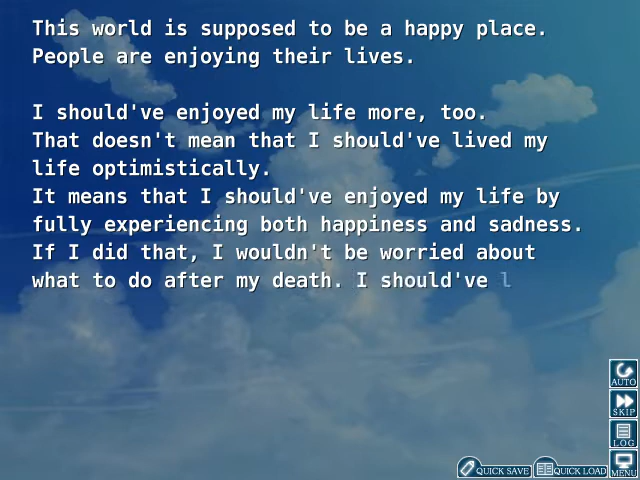 This world is supposed to be a happy place.
People are enjoying their lives.
I should've enjoyed my life more, too.
That doesn't mean that I should've lived my
life optimistically.
It means that I should've enjoyed my life by
fully experiencing both happiness and sadness.
If I did that, I wouldn't be worried about
what to do after my death. I should've l
AUTO
SKIP
LOG
QUICK SAVE
QUICK LOAD
MENU